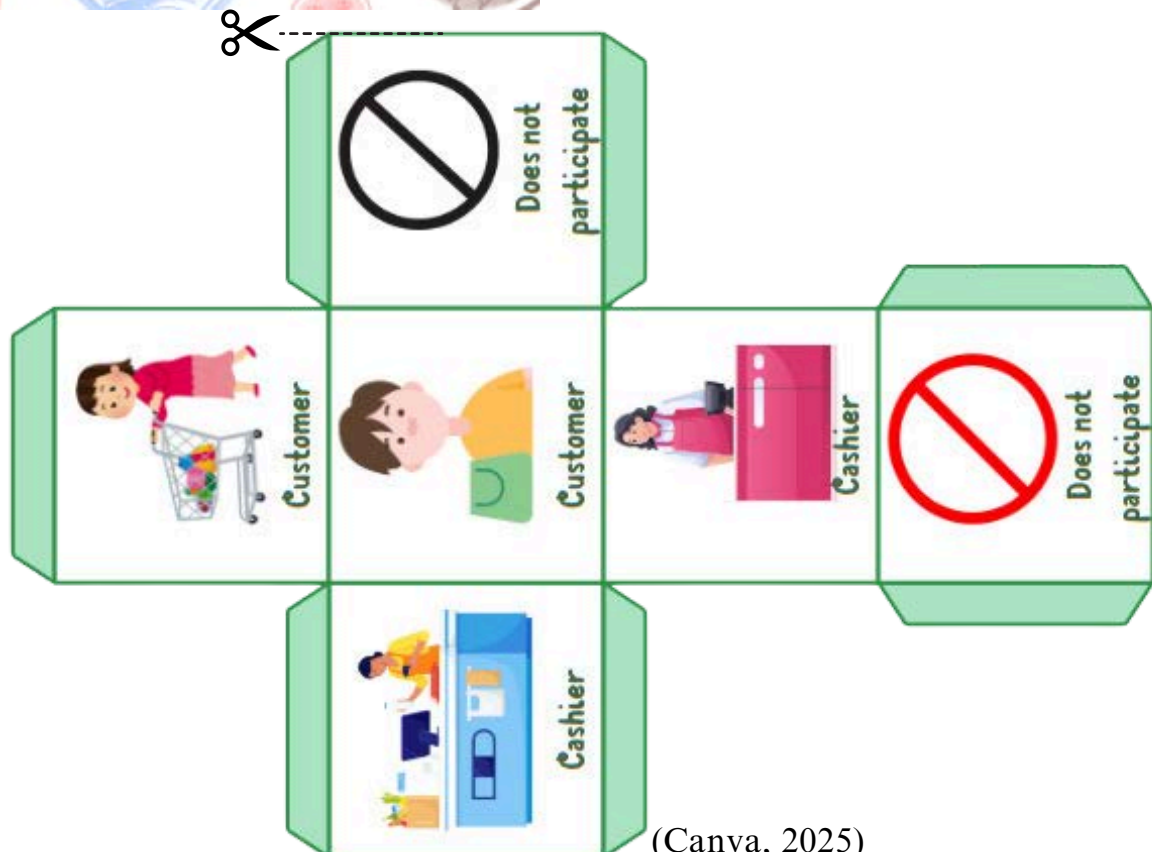 Does not
participate
Customer
Customer
Cashier
Does not
participate
Cashier
(Canva, 2025)